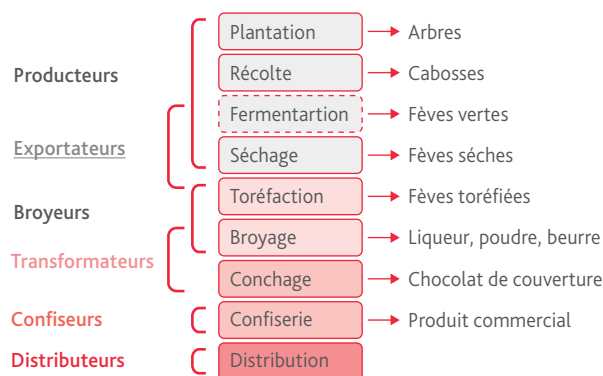 Plantation → Arbres
Producteurs Récolte → Cabosses
Fermentartion → Fèves vertes
Exportateurs Séchage → Fèves séches
Toréfaction → Fèves toréfiées
Broyeurs
Broyage → Liqueur, poudre, beurre
Transformateurs
Conchage → Chocolat de couverture
Confiseurs Confiserie → Produit commercial
Distributeurs Distribution